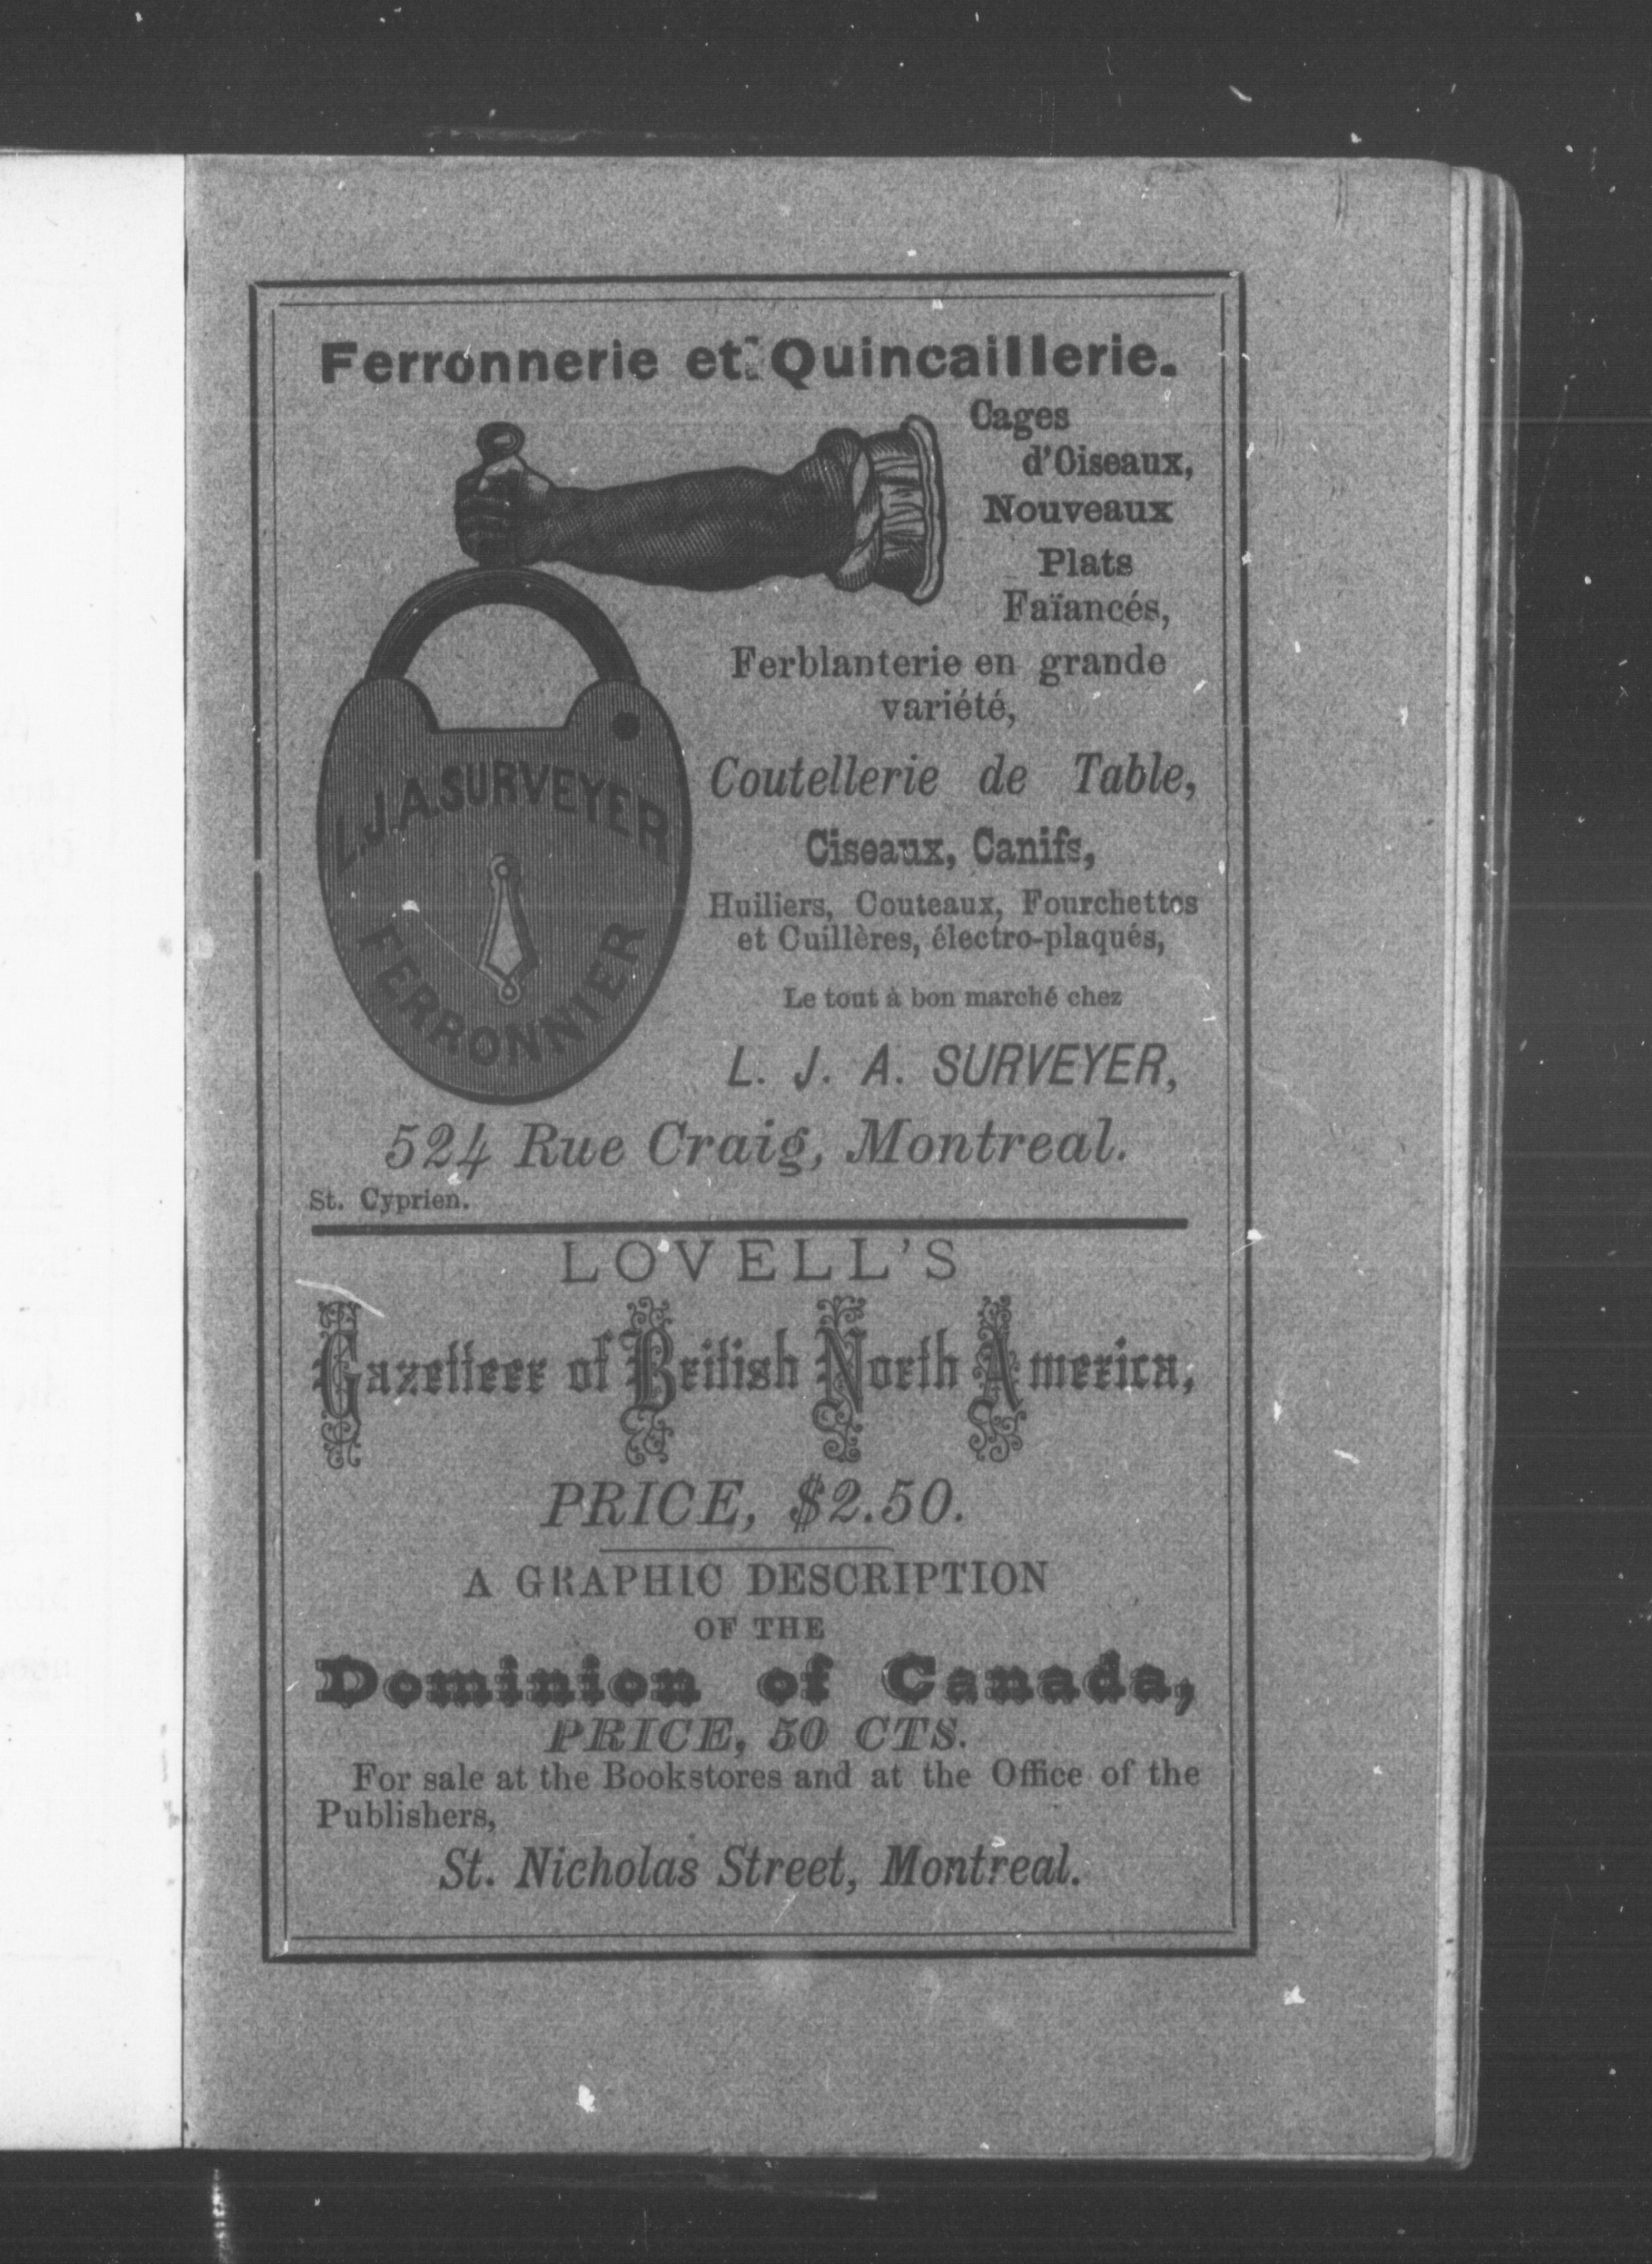 Ferronnerie et Quincaillerie.
Cages
d'Oiseaux,
Nouveaux
Plats
Faïancés,
Ferblanterie en grande
variété,
L.J.A.SURVEYER
FERRONNIER
Coutellerie de Table,
Ciseaux, Canifs,
Huiliers, Couteaux, Fourchettes
et Cuillères, électro-plaqués,
Le tout à bon marché chez
L. J. A. SURVEYER,
524 Rue Craig, Montreal.
St. Cyprien.
LOVELL'S
Gazetteer of British North America,
PRICE, $2.50.
A GRAPHIC DESCRIPTION
OF THE
Dominion of Canada,
PRICE, 50 CTS.
For sale at the Bookstores and at the Office of the
Publishers,
St. Nicholas Street, Montreal.